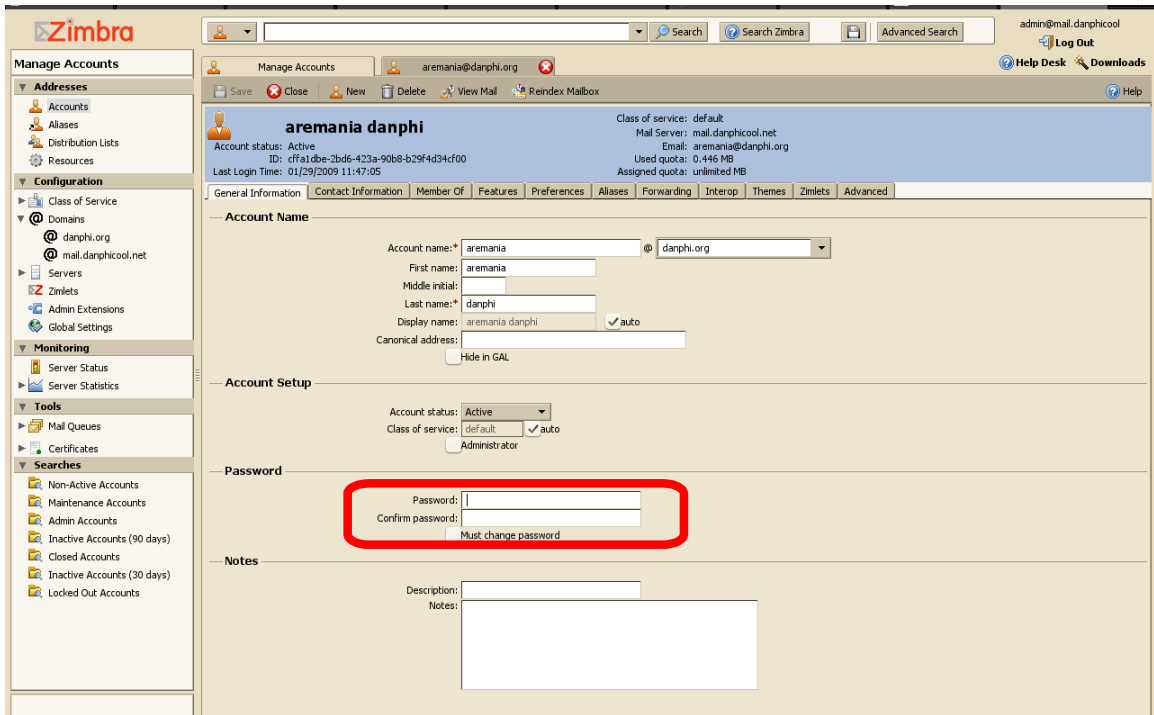 Zimbra
Search
Search Zimbra
Advanced Search
admin@mail.danphicool
Log Out
Help Desk
Downloads
Manage Accounts
Addresses
Accounts
Aliases
Distribution Lists
Resources
Configuration
Class of Service
Domains
danphi.org
mail.danphicool.net
Servers
Zimlets
Admin Extensions
Global Settings
Monitoring
Server Status
Server Statistics
Tools
Mail Queues
Certificates
Searches
Non-Active Accounts
Maintenance Accounts
Admin Accounts
Inactive Accounts (90 days)
Closed Accounts
Inactive Accounts (30 days)
Locked Out Accounts
Manage Accounts
aremania@danphi.org
Save
Close
New
Delete
View Mail
Reindex Mailbox
Help
aremania danphi
Account status: Active
ID: cffa1dbe-2bd6-423a-90b8-b29f4d34cf00
Last Login Time: 01/29/2009 11:47:05
Class of service: default
Mail Server: mail.danphicool.net
Email: aremania@danphi.org
Used quota: 0.446 MB
Assigned quota: unlimited MB
General Information
Contact Information
Member Of
Features
Preferences
Aliases
Forwarding
Interop
Themes
Zimlets
Advanced
Account Name
Account name:* aremania @ danphi.org
First name: aremania
Middle initial:
Last name:* danphi
Display name: aremania danphi auto
Canonical address:
Hide in GAL
Account Setup
Account status: Active
Class of service: default auto
Administrator
Password
Password:
Confirm password:
Must change password
Notes
Description:
Notes: